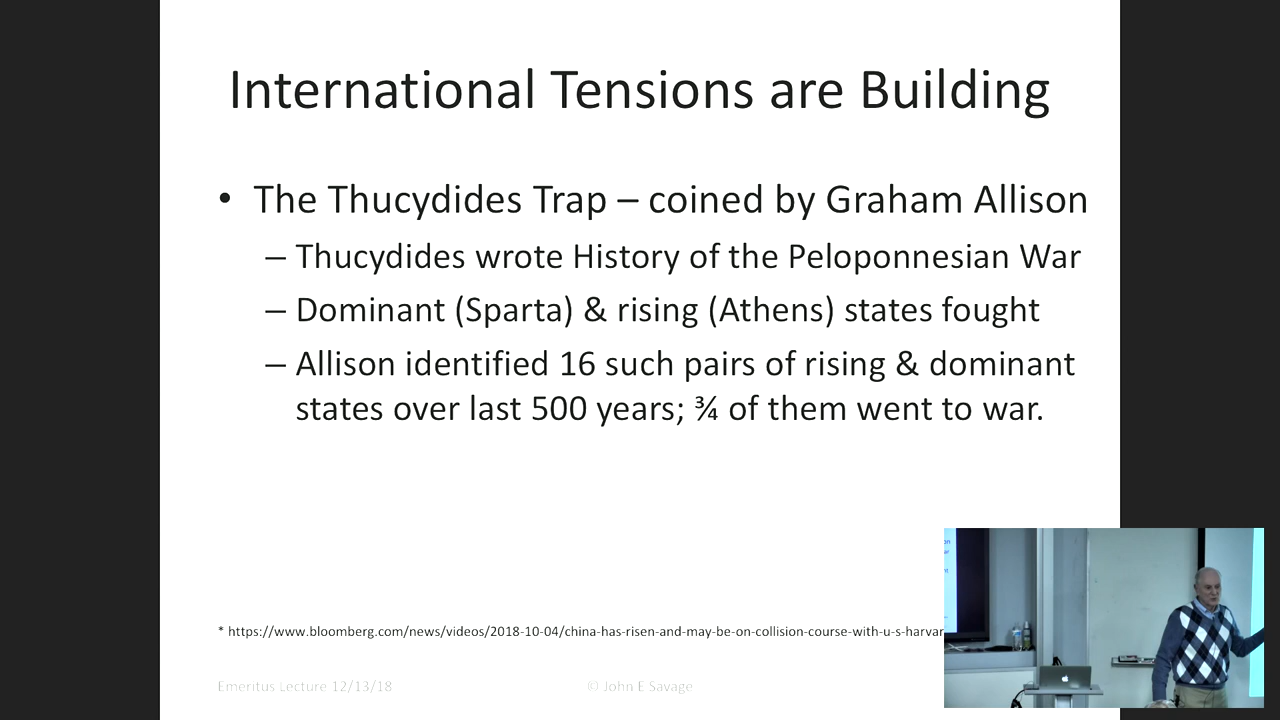 International Tensions are Building
• The Thucydides Trap – coined by Graham Allison
– Thucydides wrote History of the Peloponnesian War
– Dominant (Sparta) & rising (Athens) states fought
– Allison identified 16 such pairs of rising & dominant
states over last 500 years; ¾ of them went to war.
* https://www.bloomberg.com/news/videos/2018-10-04/china-has-risen-and-may-be-on-collision-course-with-u-s-harvar
Emeritus Lecture 12/13/18
© John E Savage